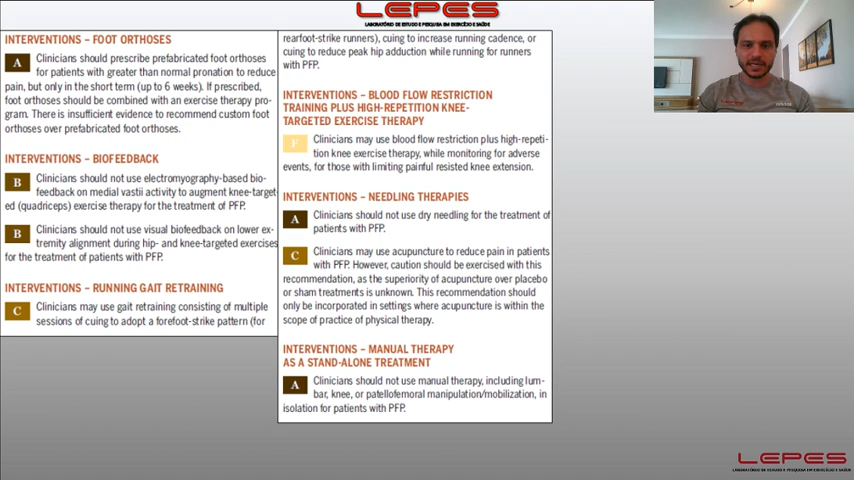 LEPES
LABORATÓRIO DE ESTUDO E PESQUISA EM EXERCÍCIO E SAÚDE
INTERVENTIONS – FOOT ORTHOSES
A
Clinicians should prescribe prefabricated foot orthoses
for patients with greater than normal pronation to reduce
pain, but only in the short term (up to 6 weeks). If prescribed,
foot orthoses should be combined with an exercise therapy pro-
gram. There is insufficient evidence to recommend custom foot
orthoses over prefabricated foot orthoses.
INTERVENTIONS – BIOFEEDBACK
B
Clinicians should not use electromyography-based bio-
feedback on medial vastii activity to augment knee-target-
ed (quadriceps) exercise therapy for the treatment of PFP.
B
Clinicians should not use visual biofeedback on lower ex-
tremity alignment during hip- and knee-targeted exercises
for the treatment of patients with PFP.
INTERVENTIONS – RUNNING GAIT RETRAINING
C
Clinicians may use gait retraining consisting of multiple
sessions of cuing to adopt a forefoot-strike pattern (for
rearfoot-strike runners), cuing to increase running cadence, or
cuing to reduce peak hip adduction while running for runners
with PFP.
INTERVENTIONS – BLOOD FLOW RESTRICTION
TRAINING PLUS HIGH-REPETITION KNEE-
TARGETED EXERCISE THERAPY
F
Clinicians may use blood flow restriction plus high-repeti-
tion knee exercise therapy, while monitoring for adverse
events, for those with limiting painful resisted knee extension.
INTERVENTIONS – NEEDLING THERAPIES
A
Clinicians should not use dry needling for the treatment of
patients with PFP.
C
Clinicians may use acupuncture to reduce pain in patients
with PFP. However, caution should be exercised with this
recommendation, as the superiority of acupuncture over placebo
or sham treatments is unknown. This recommendation should
only be incorporated in settings where acupuncture is within the
scope of practice of physical therapy.
INTERVENTIONS – MANUAL THERAPY
AS A STAND-ALONE TREATMENT
A
Clinicians should not use manual therapy, including lum-
bar, knee, or patellofemoral manipulation/mobilization, in
isolation for patients with PFP.
LEPES
LABORATÓRIO DE ESTUDO E PESQUISA EM EXERCÍCIO E SAÚDE